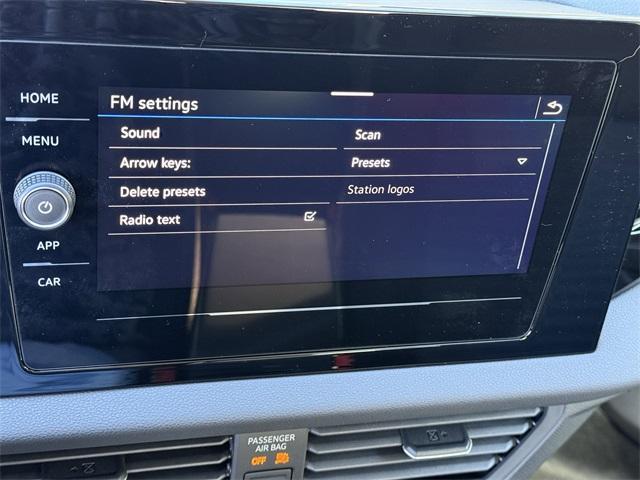 HOME
MENU
APP
CAR
FM settings
Sound
Scan
Arrow keys:
Presets
Delete presets
Station logos
Radio text
PASSENGER
AIR BAG
OFF